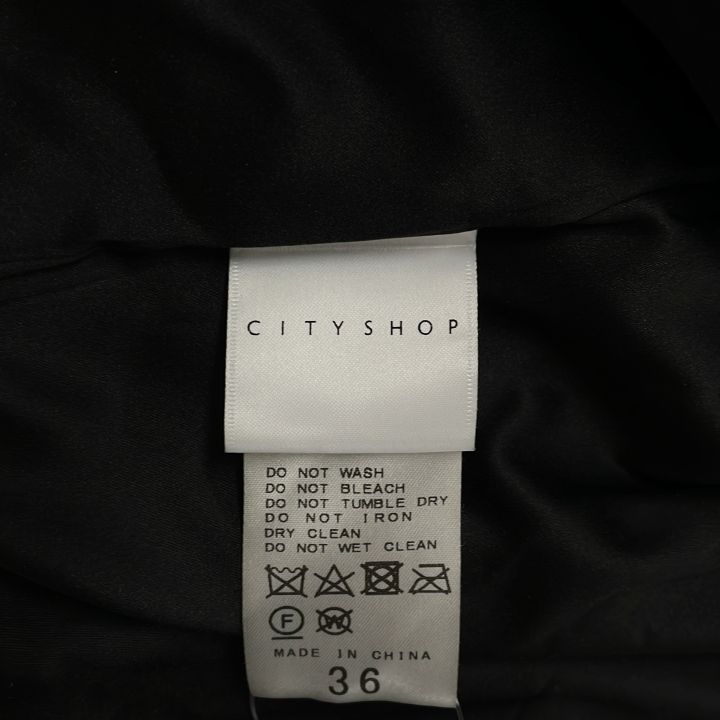 CITYSHOP
DO NOT WASH
DO NOT BLEACH
DO NOT TUMBLE DRY
DO NOT IRON
DRY CLEAN
DO NOT WET CLEAN
F W
MADE IN CHINA
36